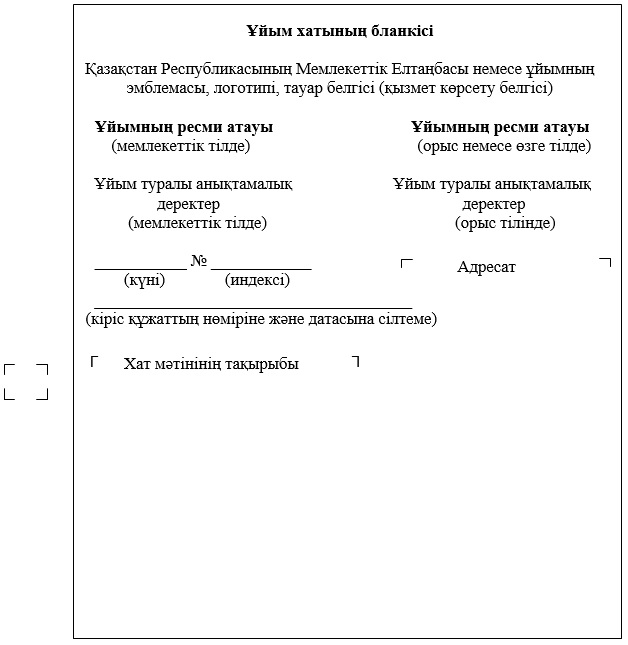 Ұйым хатының бланкісі
Қазақстан Республикасының Мемлекеттік Елтаңбасы немесе ұйымның
эмблемасы, логотипі, тауар белгісі (қызмет көрсету белгісі)
Ұйымның ресми атауы
(мемлекеттік тілде)
Ұйымның ресми атауы
(орыс немесе өзге тілде)
Ұйым туралы анықтамалық
деректер
(мемлекеттік тілде)
Ұйым туралы анықтамалық
деректер
(орыс тілінде)
___________ № ____________
(күні) (индексі)
Адресат
______________________________________
(кіріс құжаттың нөміріне және датасына сілтеме)
Хат мәтінінің тақырыбы